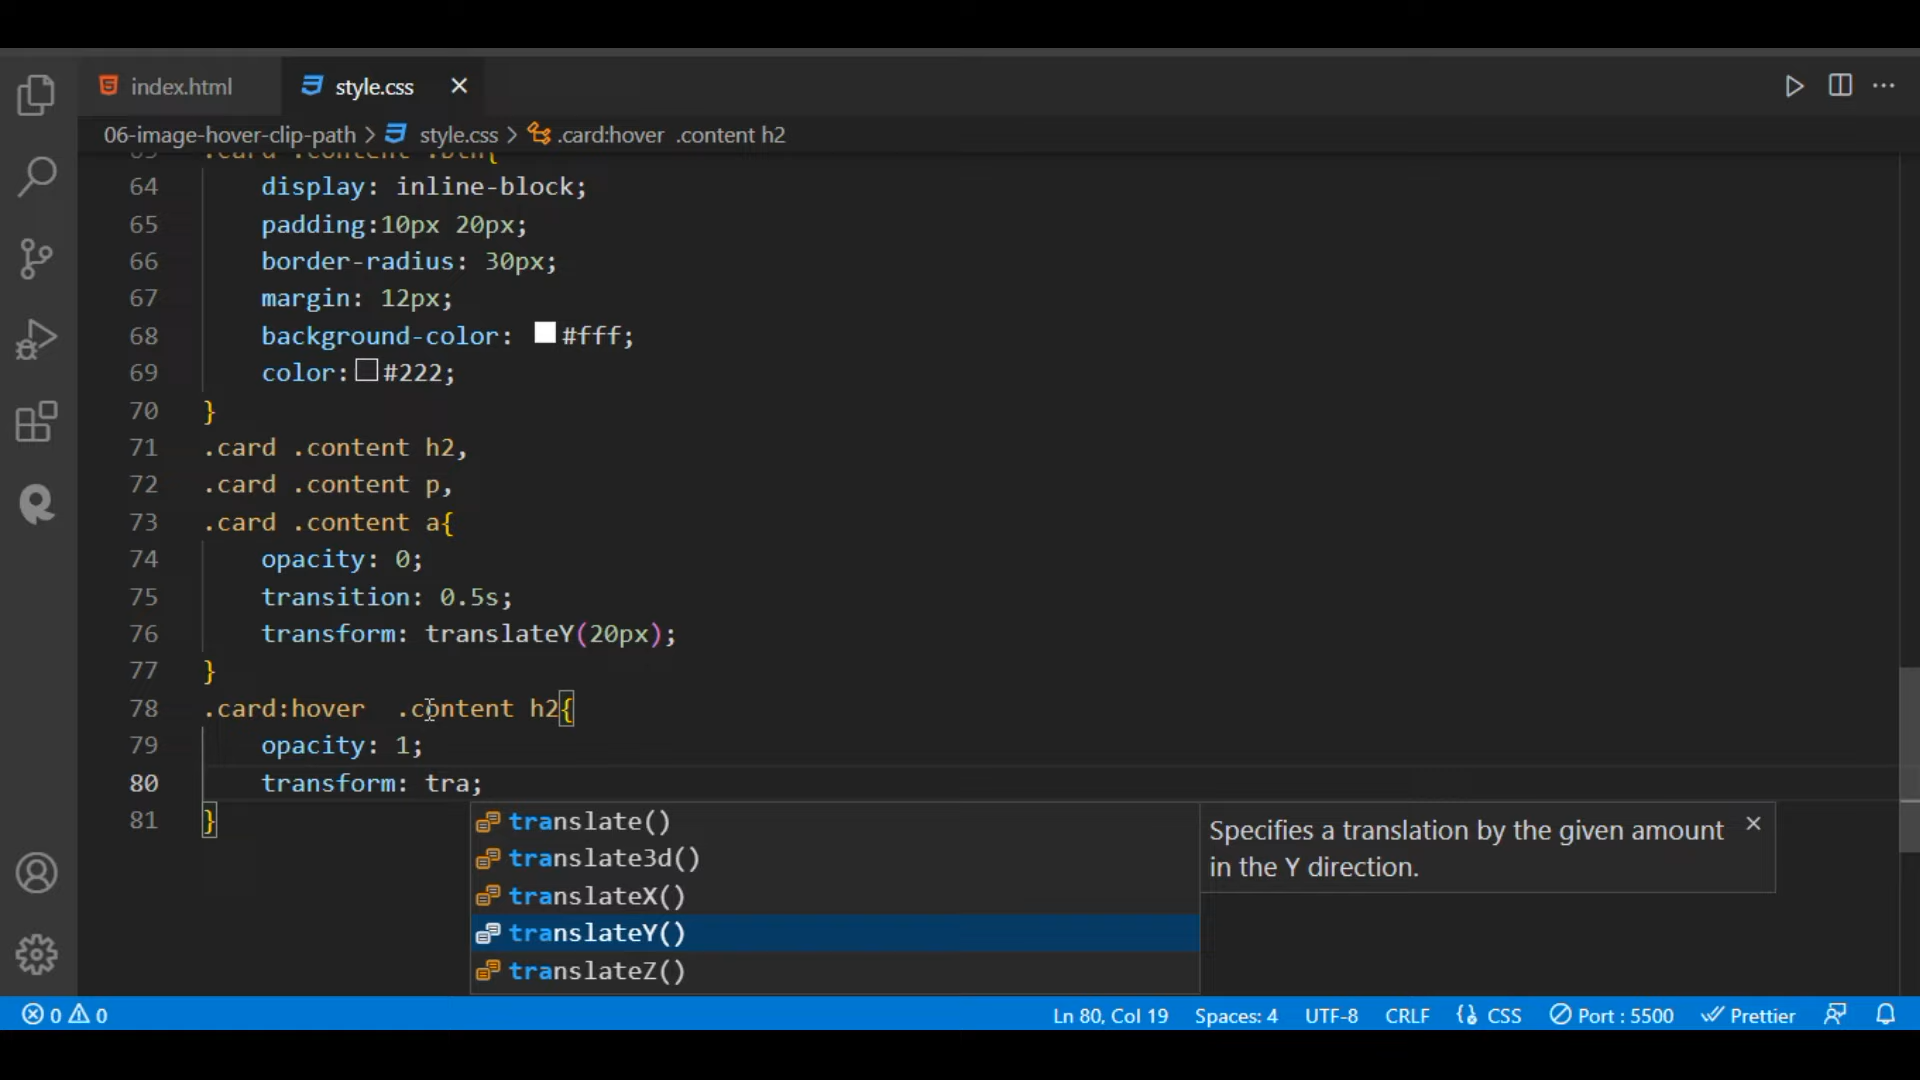 index.html
style.css
06-image-hover-clip-path > style.css > .card:hover .content h2
63 .card .content .btn{
64 display: inline-block;
65 padding:10px 20px;
66 border-radius: 30px;
67 margin: 12px;
68 background-color: #fff;
69 color: #222;
70 }
71 .card .content h2,
72 .card .content p,
73 .card .content a{
74 opacity: 0;
75 transition: 0.5s;
76 transform: translateY(20px);
77 }
78 .card:hover  .content h2{
79 opacity: 1;
80 transform: tra;
81 }
translate()
translate3d()
translateX()
translateY()
translateZ()
Specifies a translation by the given amount
in the Y direction.
0 0 Ln 80, Col 19 Spaces: 4 UTF-8 CRLF CSS Port : 5500 Prettier